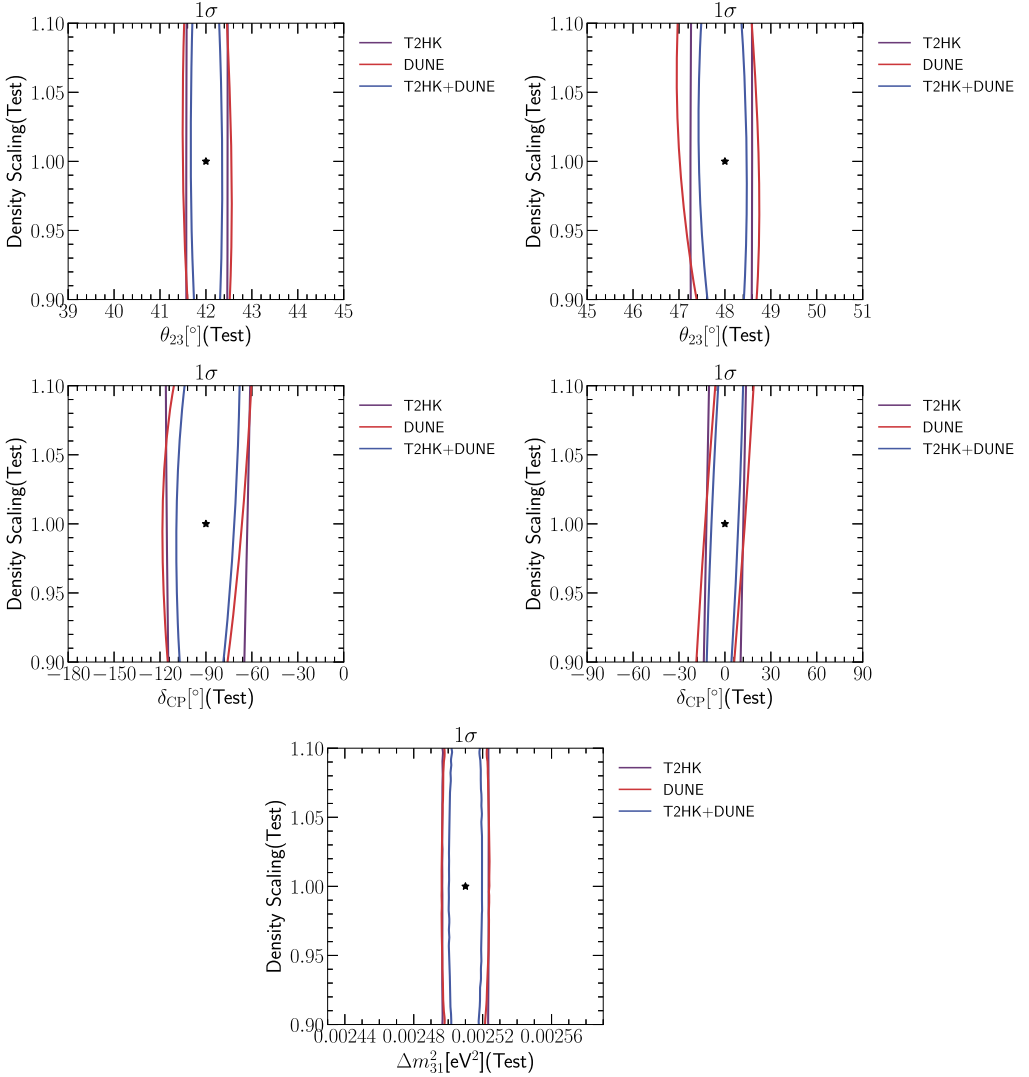 1σ
1.10
1.05
1.00
0.95
0.90
Density Scaling(Test)
39 40 41 42 43 44 45
θ₂₃[°](Test)
T2HK
DUNE
T2HK+DUNE
1σ
1.10
1.05
1.00
0.95
0.90
Density Scaling(Test)
45 46 47 48 49 50 51
θ₂₃[°](Test)
T2HK
DUNE
T2HK+DUNE
1σ
1.10
1.05
1.00
0.95
0.90
Density Scaling(Test)
−180 −150 −120 −90 −60 −30 0
δCP[°](Test)
T2HK
DUNE
T2HK+DUNE
1σ
1.10
1.05
1.00
0.95
0.90
Density Scaling(Test)
−90 −60 −30 0 30 60 90
δCP[°](Test)
T2HK
DUNE
T2HK+DUNE
1σ
1.10
1.05
1.00
0.95
0.90
Density Scaling(Test)
0.00244 0.00248 0.00252 0.00256
Δm²₃₁[eV²](Test)
T2HK
DUNE
T2HK+DUNE